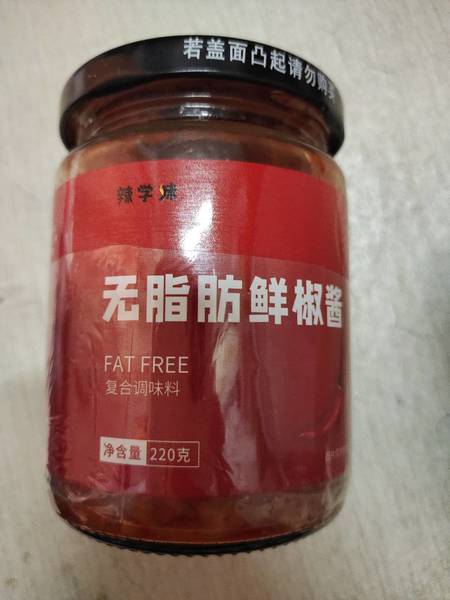 若盖面凸起请勿购买
辣学味
无脂肪鲜椒酱
FAT FREE
复合调味料
净含量 220克